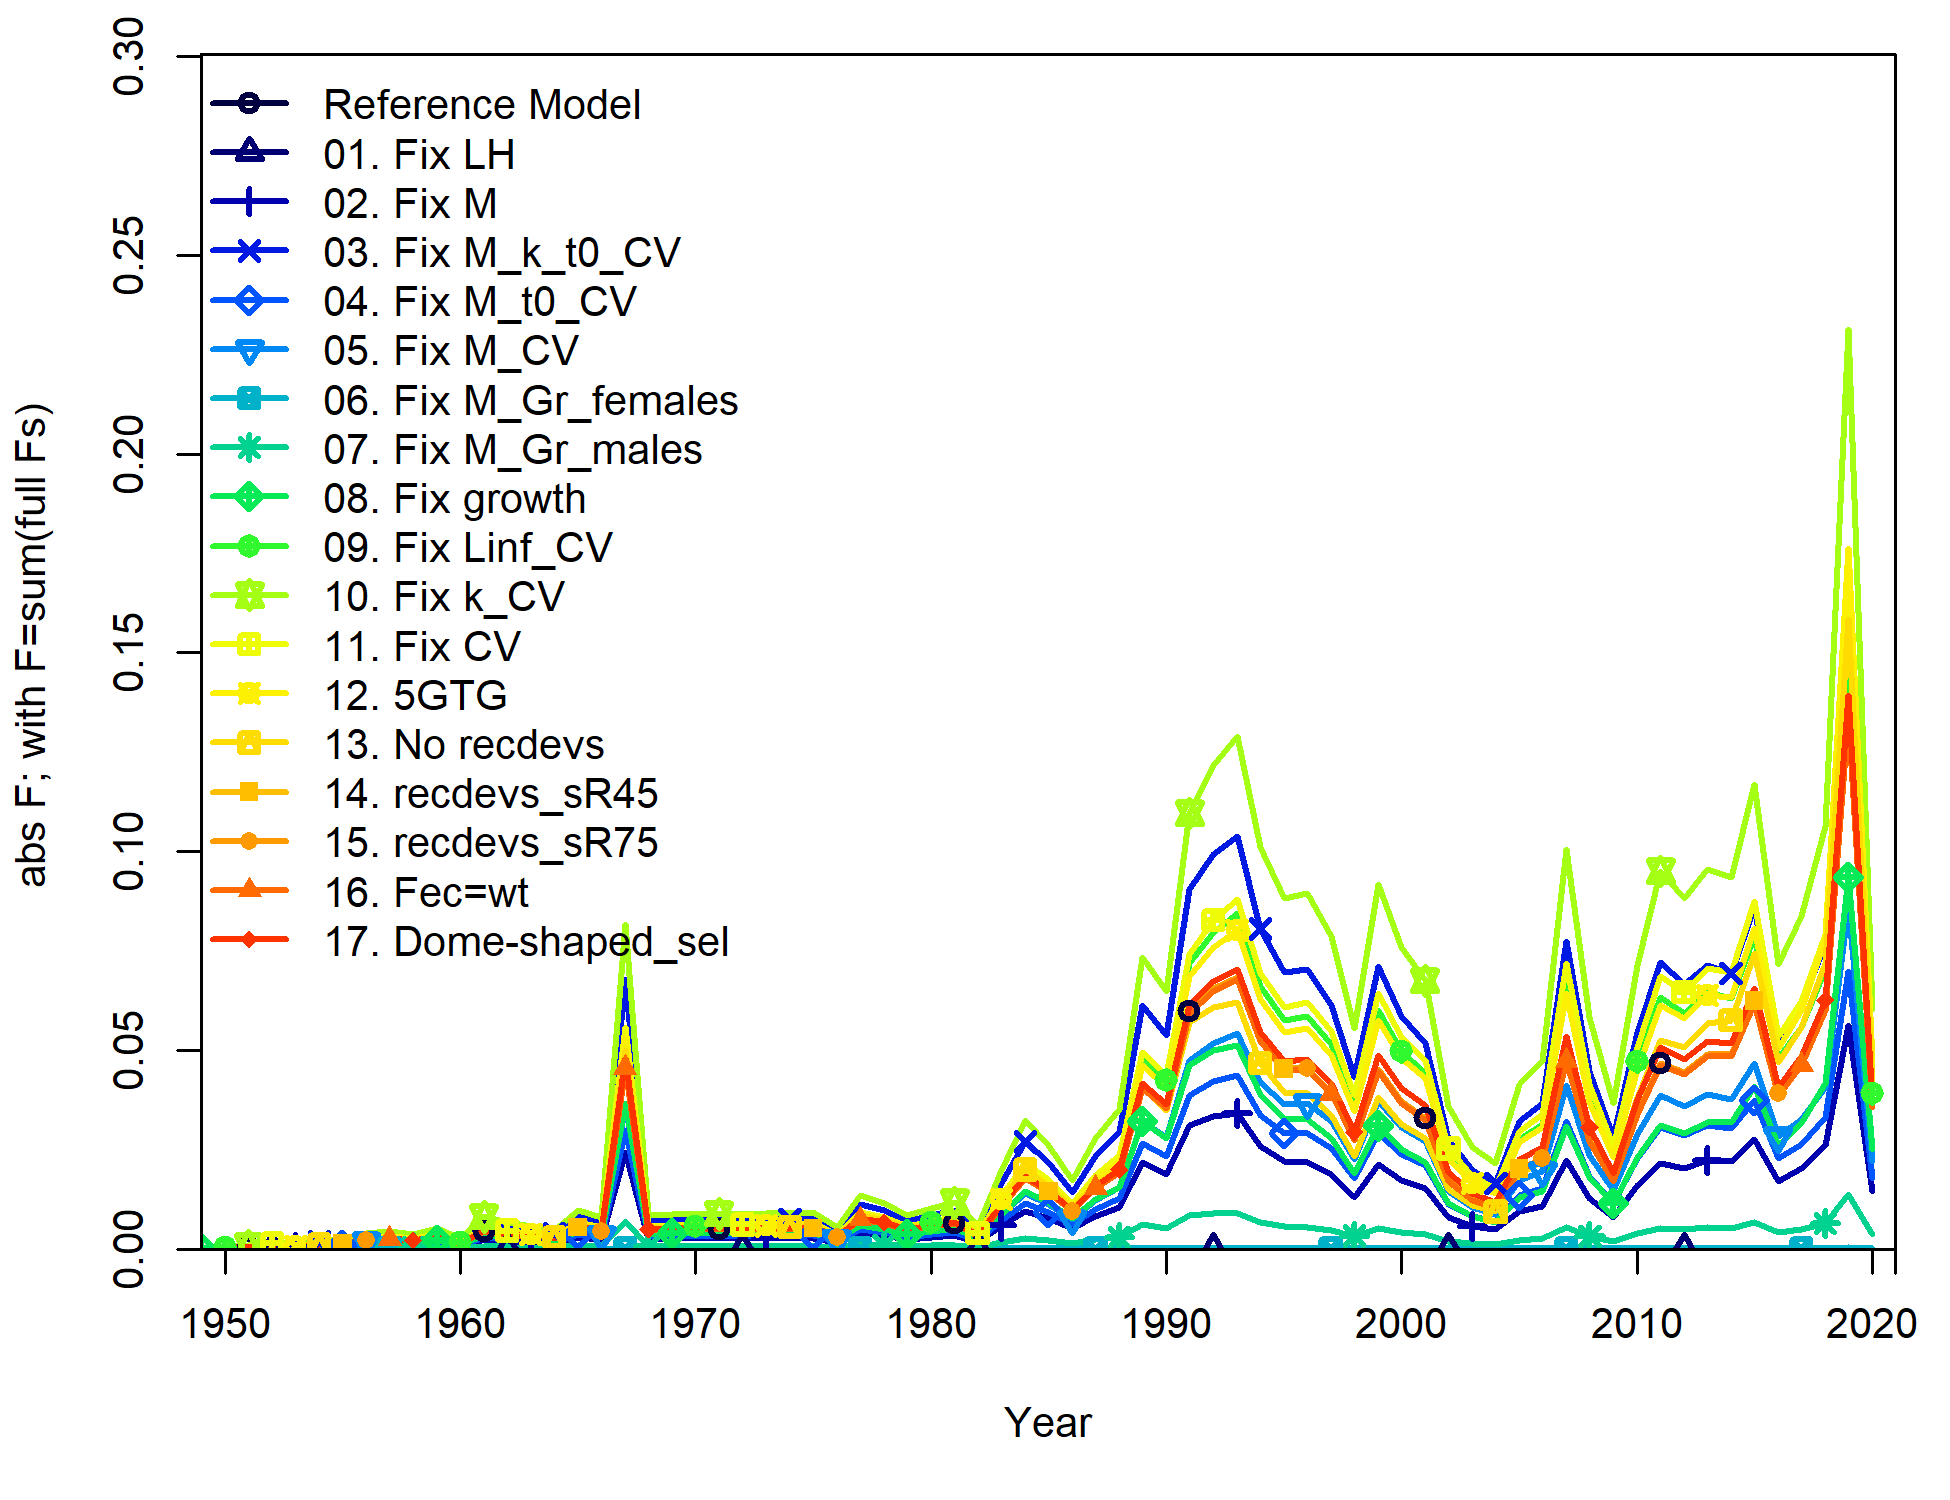 0.30
0.25
0.20
0.15
0.10
0.05
0.00
abs F; with F=sum(full Fs)
Reference Model
01. Fix LH
02. Fix M
03. Fix M_k_t0_CV
04. Fix M_t0_CV
05. Fix M_CV
06. Fix M_Gr_females
07. Fix M_Gr_males
08. Fix growth
09. Fix Linf_CV
10. Fix k_CV
11. Fix CV
12. 5GTG
13. No recdevs
14. recdevs_sR45
15. recdevs_sR75
16. Fec=wt
17. Dome-shaped_sel
1950 1960 1970 1980 1990 2000 2010 2020
Year